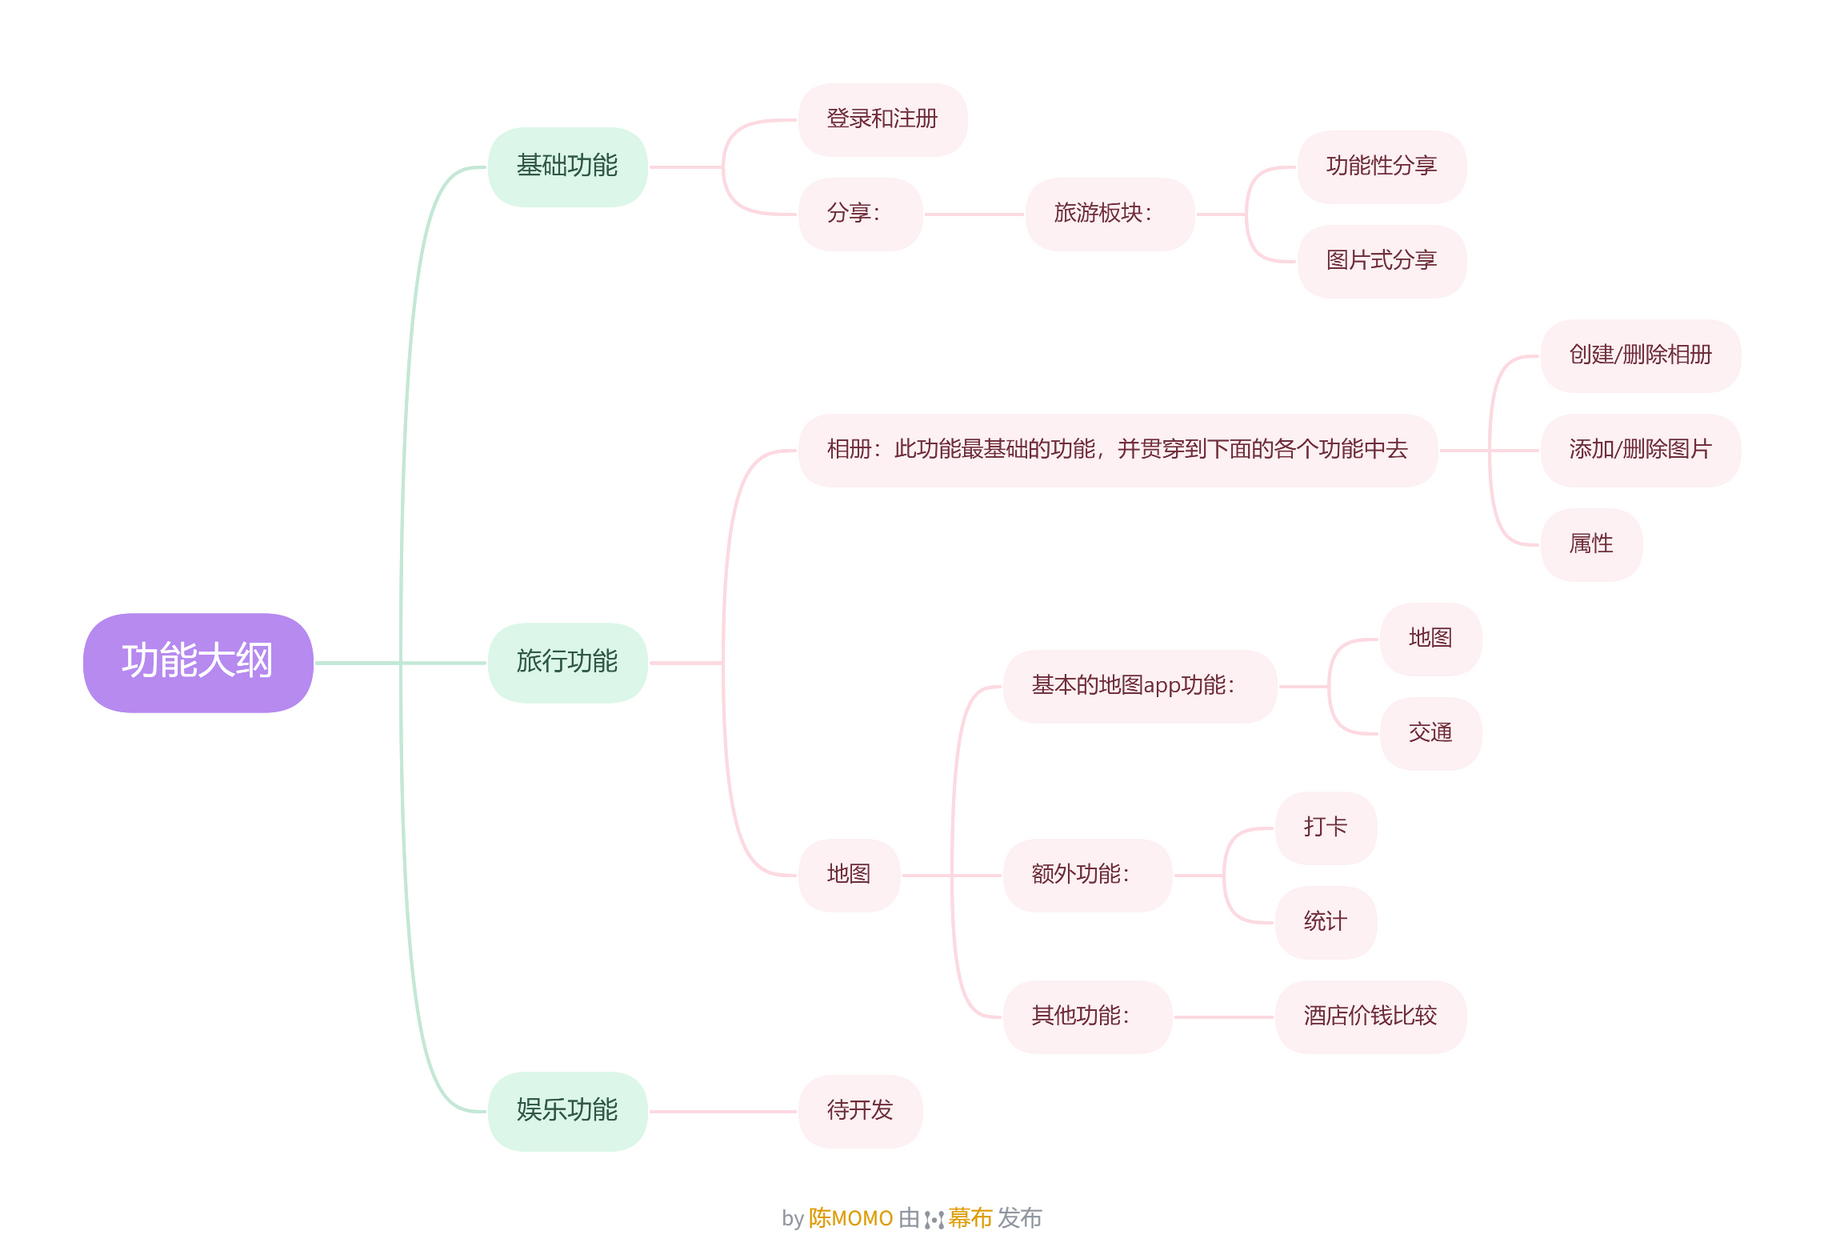 功能大纲
基础功能
登录和注册
分享：
旅游板块：
功能性分享
图片式分享
旅行功能
相册：此功能最基础的功能，并贯穿到下面的各个功能中去
创建/删除相册
添加/删除图片
属性
地图
基本的地图app功能：
地图
交通
额外功能：
打卡
统计
其他功能：
酒店价钱比较
娱乐功能
待开发
by 陈MOMO 由 幕布 发布